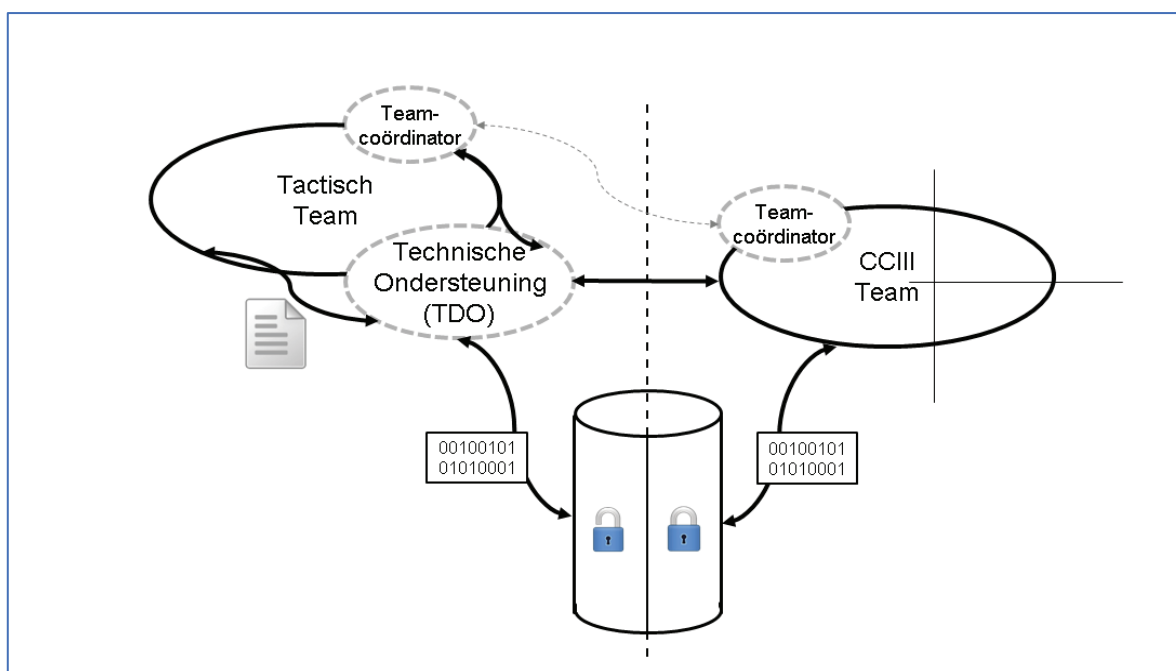 Team-
coördinator
Tactisch
Team
Technische
Ondersteuning
(TDO)
Team-
coördinator
CCIII
Team
00100101
01010001
00100101
01010001